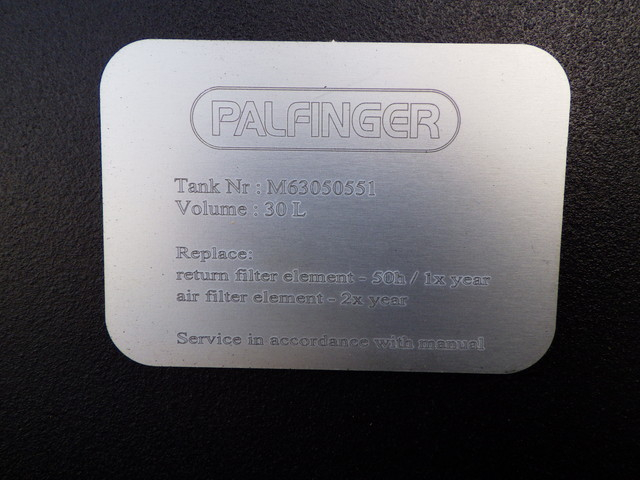 PALFINGER
Tank Nr : M63050551
Volume : 30 L
Replace:
return filter element - 50h / 1x year
air filter element - 2x year
Service in accordance with manual